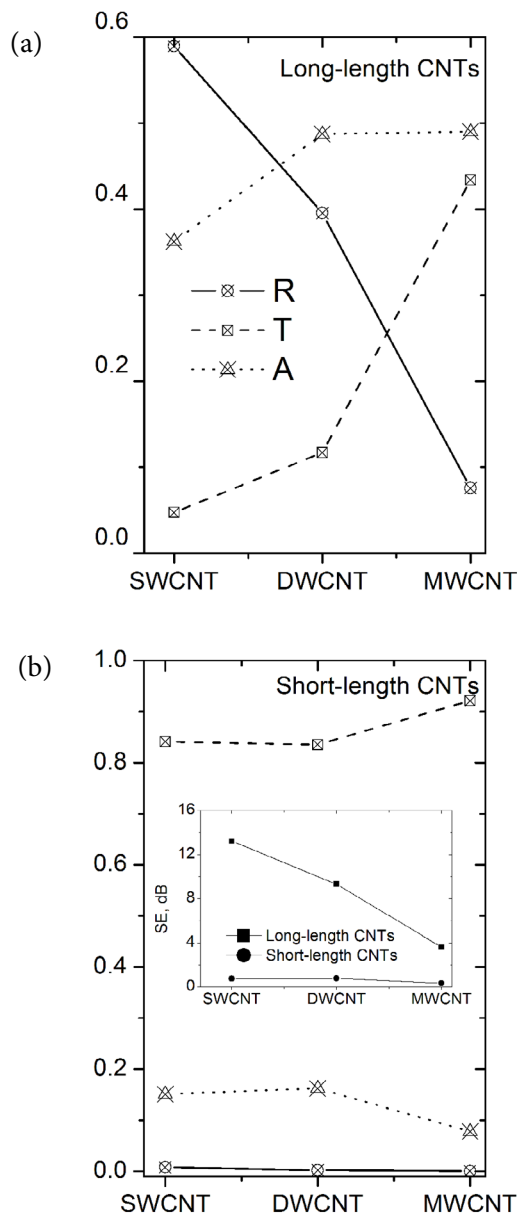 (a)
0.6
Long-length CNTs
0.4
R
T
0.2
A
0.0
SWCNT DWCNT MWCNT
(b)
1.0
Short-length CNTs
0.8
16
12
0.6
SE, dB
8
Long-length CNTs
0.4
4
Short-length CNTs
0
SWCNT DWCNT MWCNT
0.2
0.0
SWCNT DWCNT MWCNT